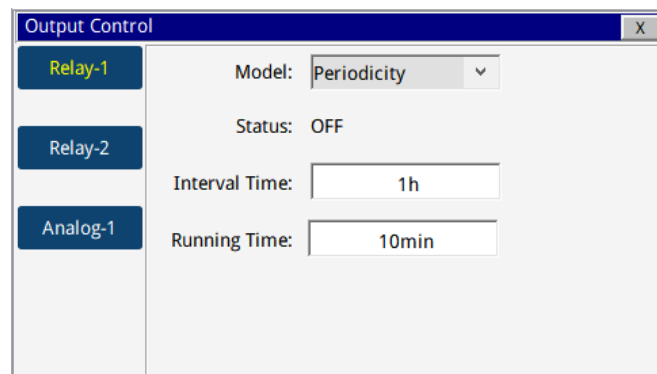 Output Control X
Relay-1
Model: Periodicity
Status: OFF
Relay-2
Interval Time: 1h
Analog-1
Running Time: 10min